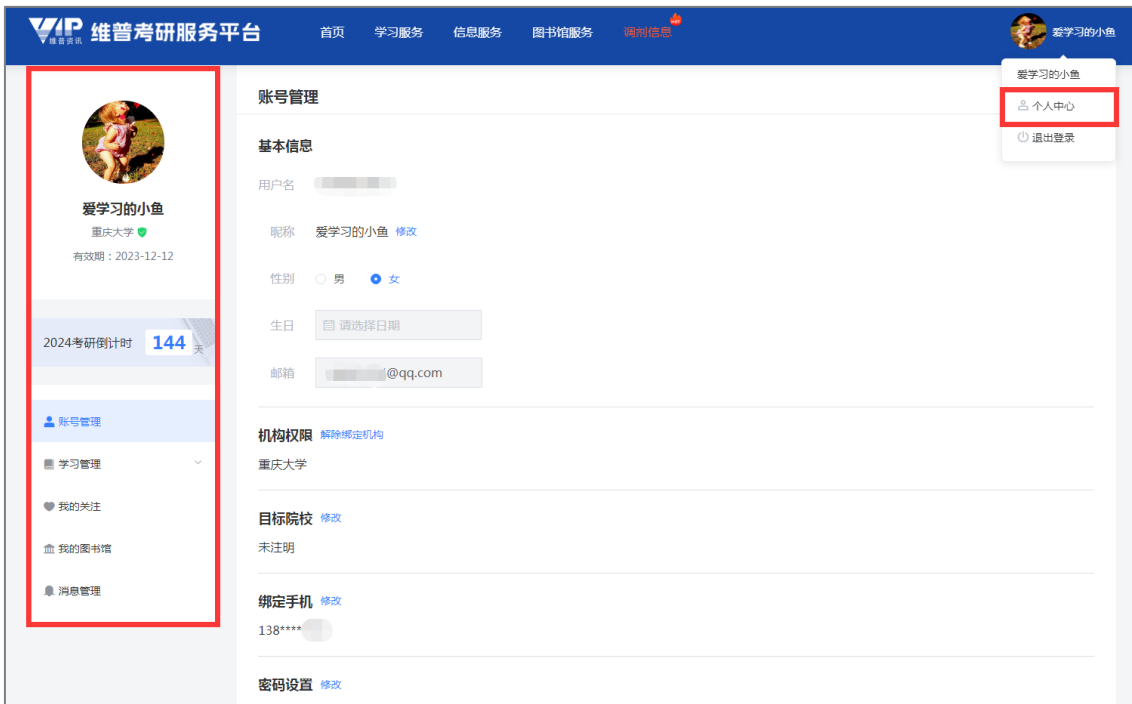 VIP 维普资讯 维普考研服务平台 首页 学习服务 信息服务 图书馆服务 调剂信息 爱学习的小鱼
爱学习的小鱼
个人中心
退出登录
爱学习的小鱼
重庆大学
有效期：2023-12-12
2024考研倒计时 144 天
账号管理
学习管理
我的关注
我的图书馆
消息管理
账号管理
基本信息
用户名
昵称 爱学习的小鱼 修改
性别 男 女
生日 请选择日期
邮箱 @qq.com
机构权限 解除绑定机构
重庆大学
目标院校 修改
未注明
绑定手机 修改
138****
密码设置 修改